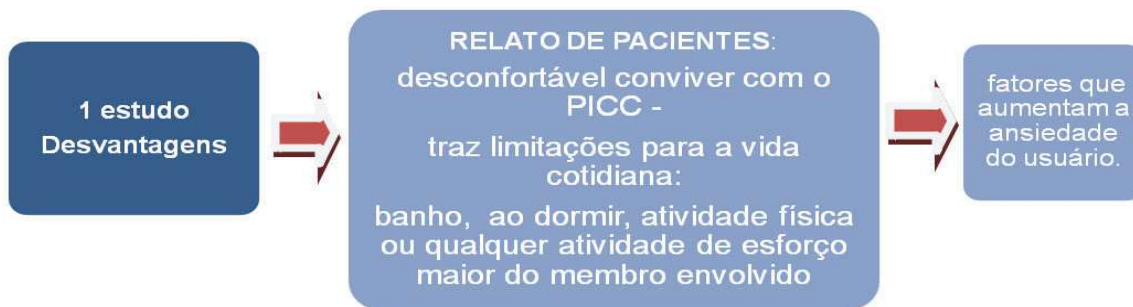 1 estudo
Desvantagens
RELATO DE PACIENTES:
desconfortável conviver com o
PICC -
traz limitações para a vida
cotidiana:
banho,  ao dormir, atividade física
ou qualquer atividade de esforço
maior do membro envolvido
fatores que
aumentam a
ansiedade
do usuário.